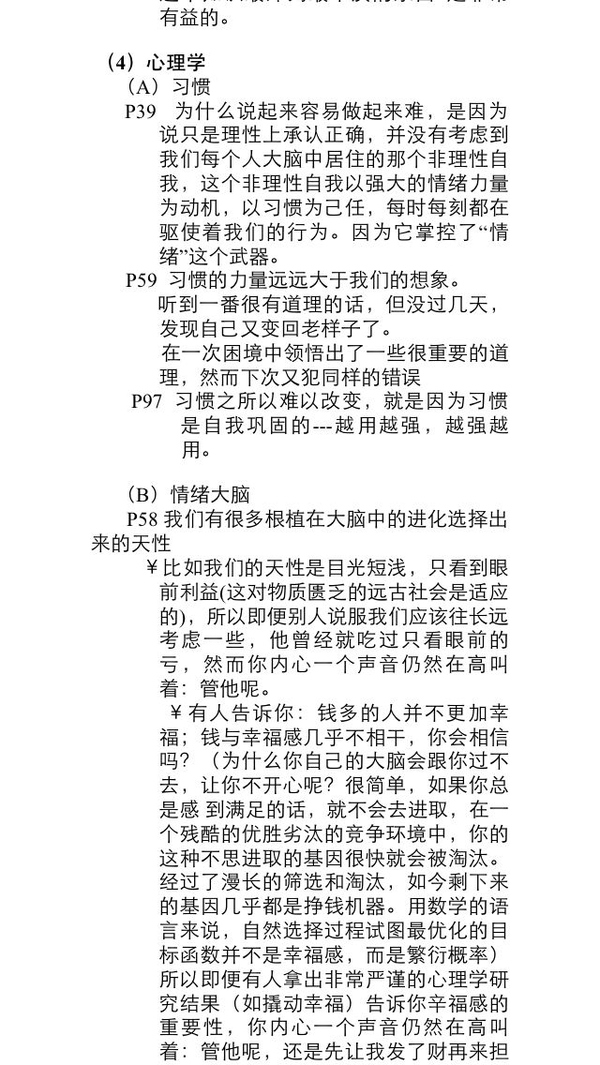 有益的。
（4）心理学
（A）习惯
P39 为什么说起来容易做起来难，是因为
说只是理性上承认正确，并没有考虑到
我们每个人大脑中居住的那个非理性自
我，这个非理性自我以强大的情绪力量
为动机，以习惯为己任，每时每刻都在
驱使着我们的行为。因为它掌控了“情
绪”这个武器。
P59 习惯的力量远远大于我们的想象。
听到一番很有道理的话，但没过几天，
发现自己又变回老样子了。
在一次困境中领悟出了一些很重要的道
理，然而下次又犯同样的错误
P97 习惯之所以难以改变，就是因为习惯
是自我巩固的---越用越强，越强越
用。
（B）情绪大脑
P58 我们有很多根植在大脑中的进化选择出
来的天性
￥比如我们的天性是目光短浅，只看到眼
前利益(这对物质匮乏的远古社会是适应
的)，所以即便别人说服我们应该往长远
考虑一些，他曾经就吃过只看眼前的
亏，然而你内心一个声音仍然在高叫
着：管他呢。
￥有人告诉你：钱多的人并不更加幸
福；钱与幸福感几乎不相干，你会相信
吗？（为什么你自己的大脑会跟你过不
去，让你不开心呢？很简单，如果你总
是感 到满足的话，就不会去进取，在一
个残酷的优胜劣汰的竞争环境中，你的
这种不思进取的基因很快就会被淘汰。
经过了漫长的筛选和淘汰，如今剩下来
的基因几乎都是挣钱机器。用数学的语
言来说，自然选择过程试图最优化的目
标函数并不是幸福感，而是繁衍概率）
所以即便有人拿出非常严谨的心理学研
究结果（如撬动幸福）告诉你辛福感的
重要性，你内心一个声音仍然在高叫
着：管他呢，还是先让我发了财再来担